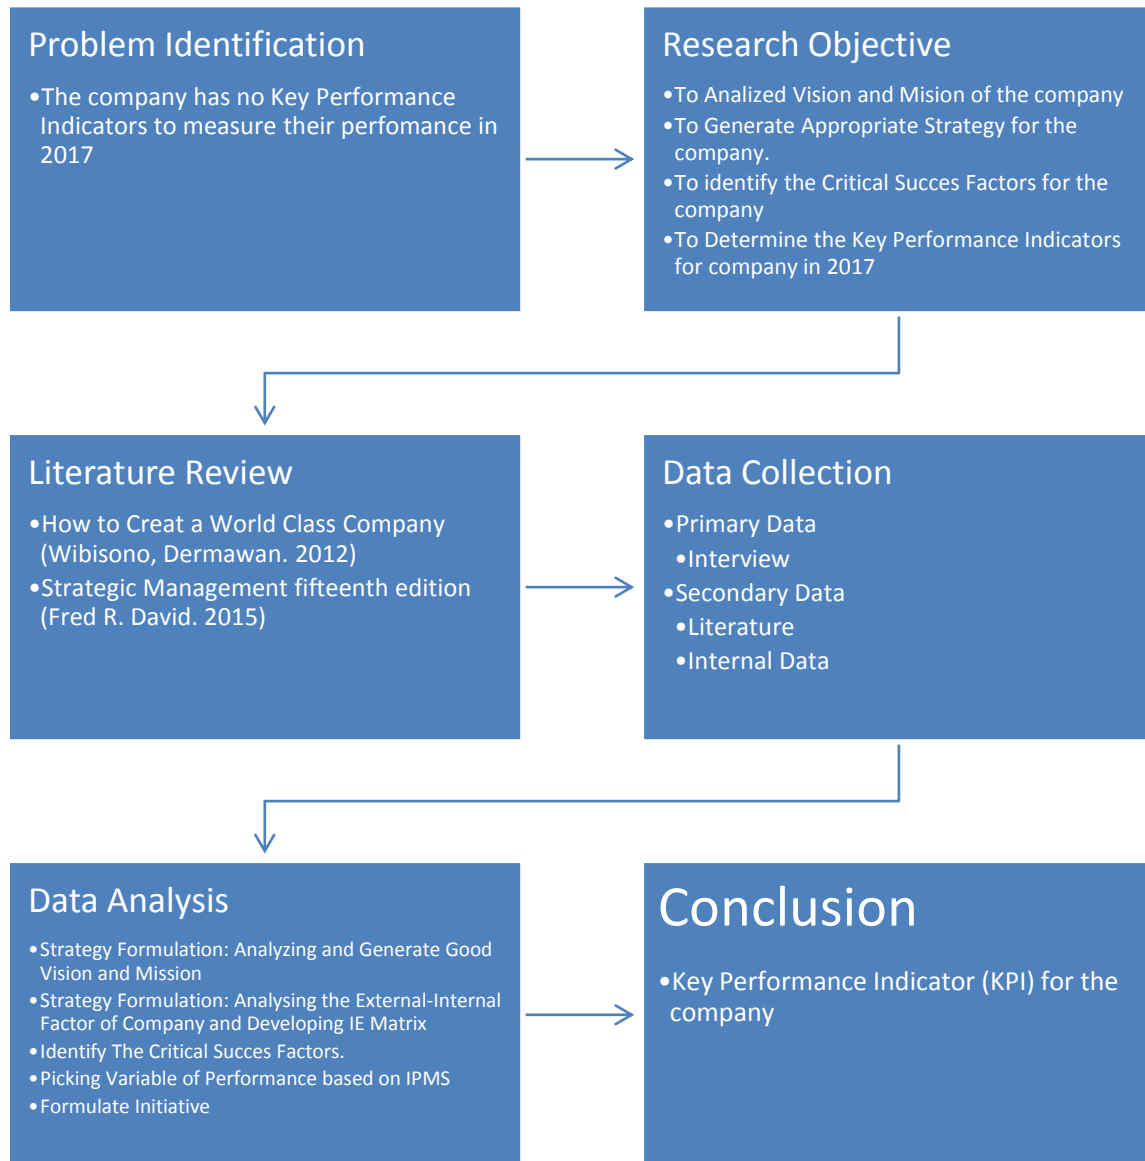 Problem Identification
•The company has no Key Performance
Indicators to measure their perfomance in
2017
Research Objective
•To Analized Vision and Mision of the company
•To Generate Appropriate Strategy for the
company.
•To identify the Critical Succes Factors for the
company
•To Determine the Key Performance Indicators
for company in 2017
Literature Review
•How to Creat a World Class Company
(Wibisono, Dermawan. 2012)
•Strategic Management fifteenth edition
(Fred R. David. 2015)
Data Collection
•Primary Data
•Interview
•Secondary Data
•Literature
•Internal Data
Data Analysis
•Strategy Formulation: Analyzing and Generate Good
Vision and Mission
•Strategy Formulation: Analysing the External-Internal
Factor of Company and Developing IE Matrix
•Identify The Critical Succes Factors.
•Picking Variable of Performance based on IPMS
•Formulate Initiative
Conclusion
•Key Performance Indicator (KPI) for the
company